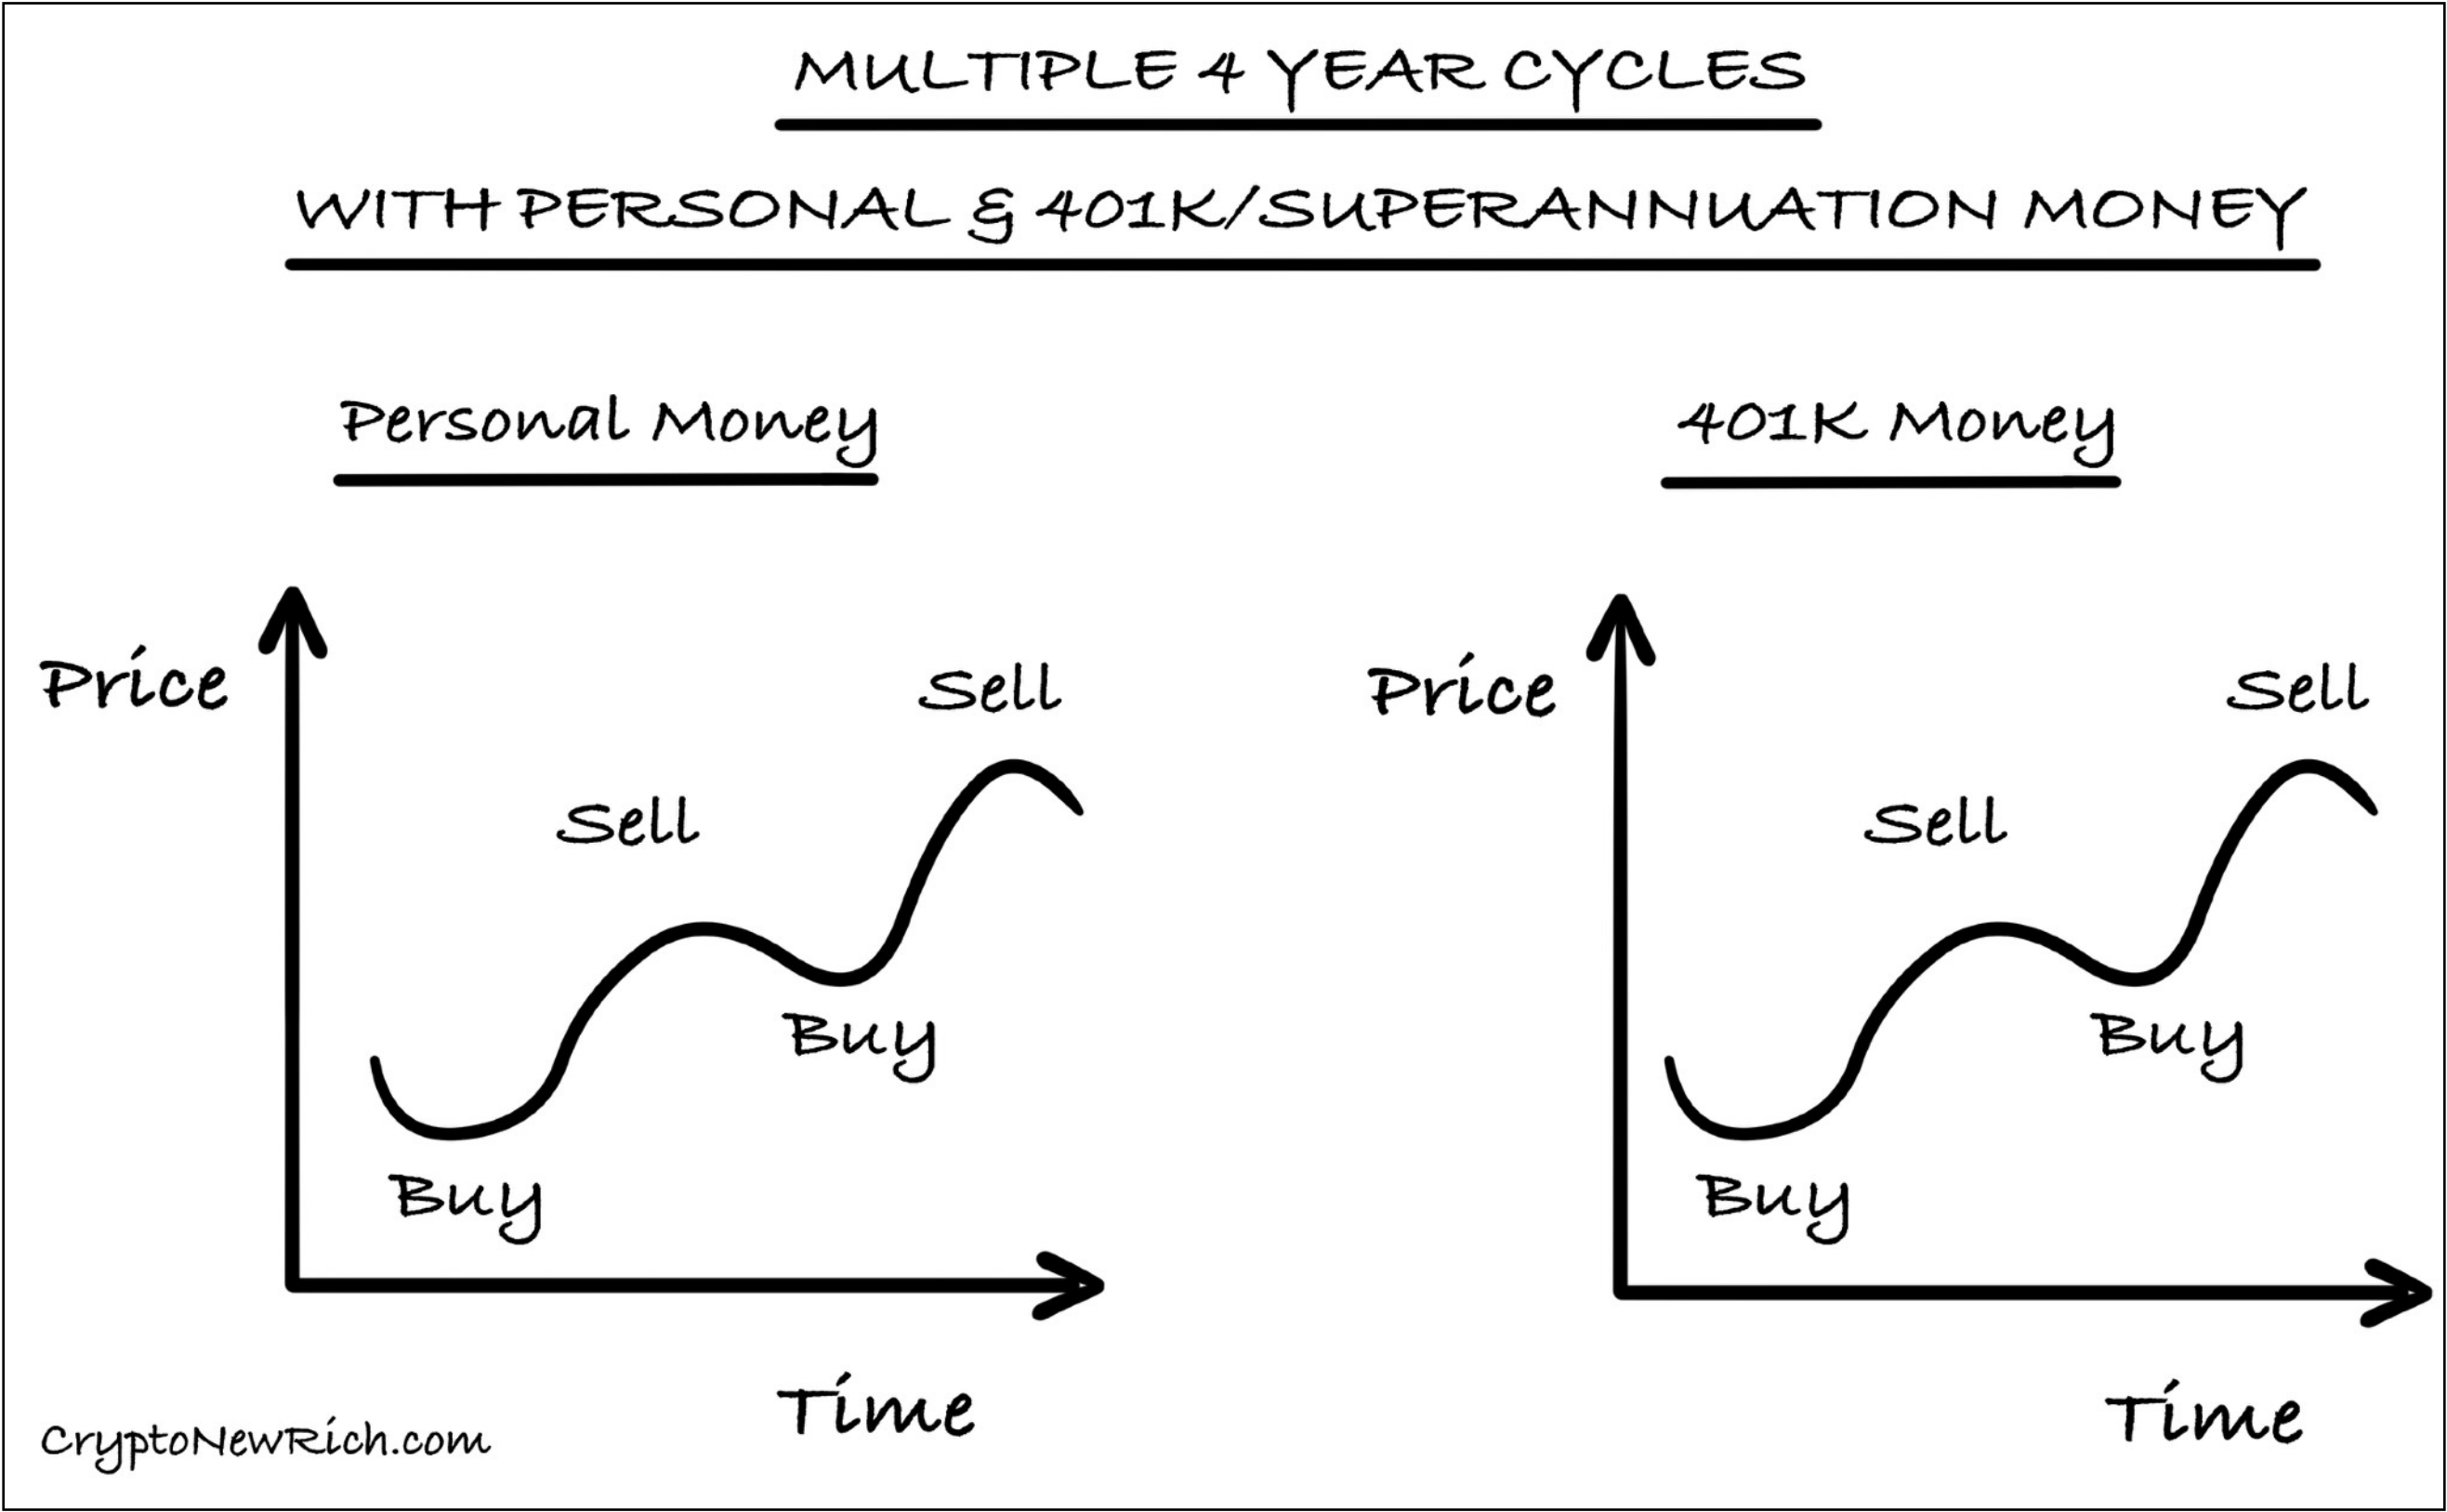 MULTIPLE 4 YEAR CYCLES
WITH PERSONAL & 401K/SUPERANNUATION MONEY
Personal Money
401K Money
Price
Sell
Sell
Buy
Buy
Time
Price
Sell
Sell
Buy
Buy
Time
CryptoNewRich.com